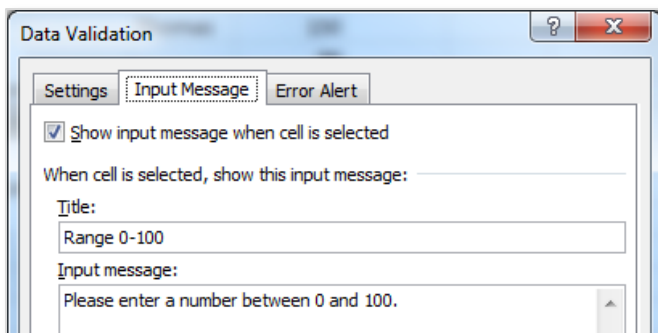 Data Validation
Settings Input Message Error Alert
Show input message when cell is selected
When cell is selected, show this input message:
Title:
Range 0-100
Input message:
Please enter a number between 0 and 100.